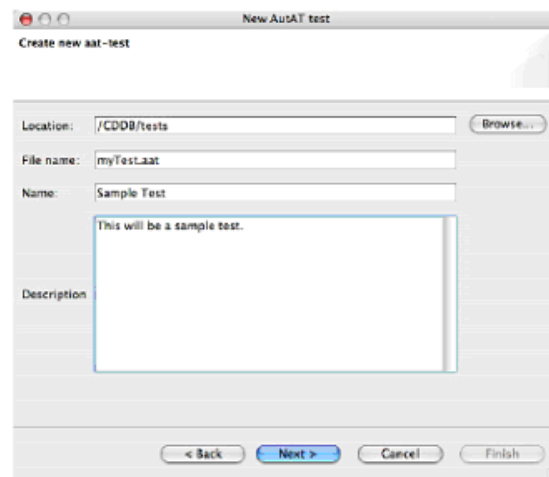 New AutAT test
Create new aat-test
Location: /CDDB/tests Browse...
File name: myTest.aat
Name: Sample Test
This will be a sample test.
Description
< Back Next > Cancel Finish